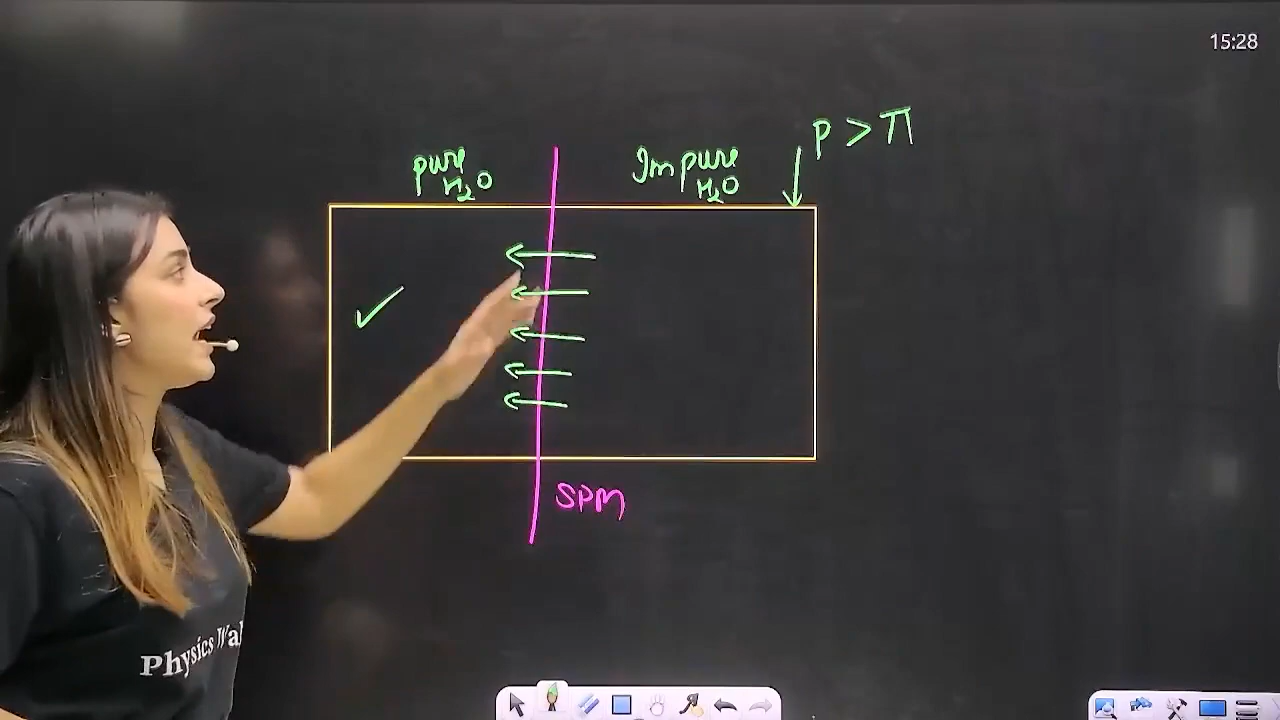 15:28
P > π
pure
H₂O
Impure
H₂O
SPM
Physics Wal